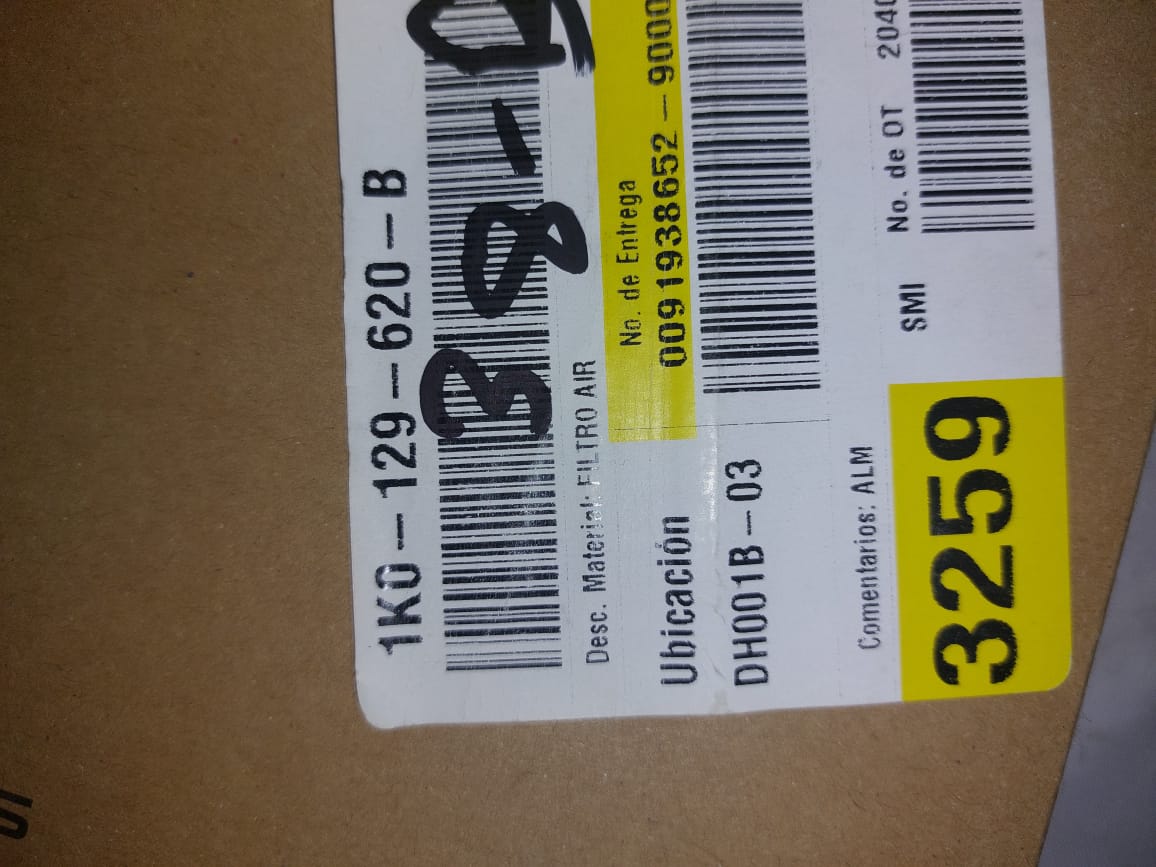 1K0-129-620-B
38-D
Desc. Material: FILTRO AIR
No. de Entrega
0091938652-9000
Ubicación
DH001B-03
Comentarios: ALM
3259
SMI
No. de OT 2040